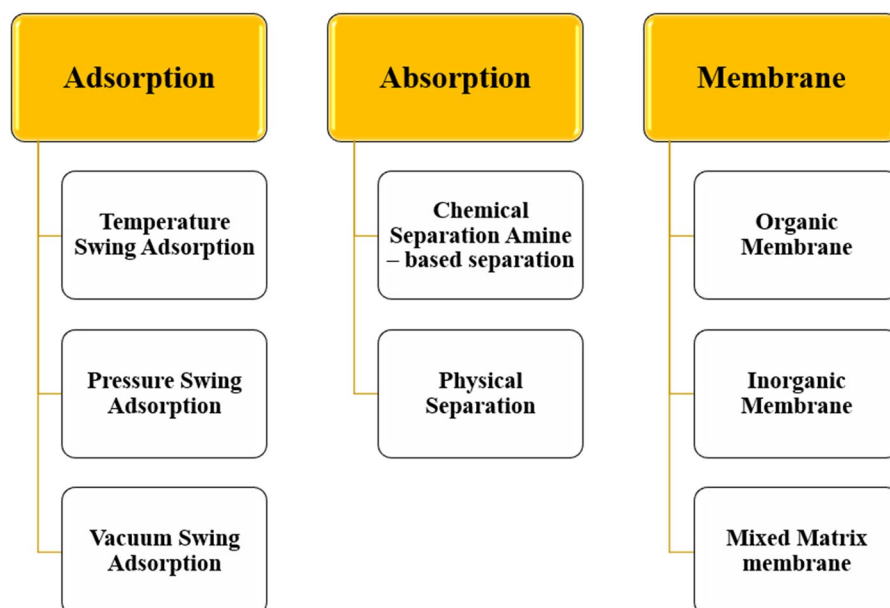 Adsorption
Temperature
Swing Adsorption
Pressure Swing
Adsorption
Vacuum Swing
Adsorption
Absorption
Chemical
Separation Amine
– based separation
Physical
Separation
Membrane
Organic
Membrane
Inorganic
Membrane
Mixed Matrix
membrane